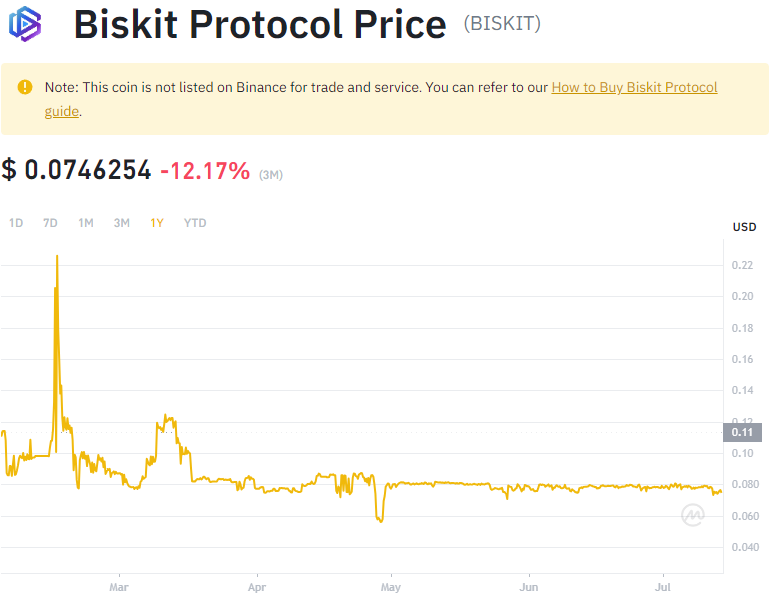 Biskit Protocol Price (BISKIT)
Note: This coin is not listed on Binance for trade and service. You can refer to our How to Buy Biskit Protocol
guide.
$ 0.0746254 -12.17% (3M)
1D 7D 1M 3M 1Y YTD
USD
0.22
0.20
0.18
0.16
0.14
0.12
0.11
0.10
0.080
0.060
0.040
Mar Apr May Jun Jul